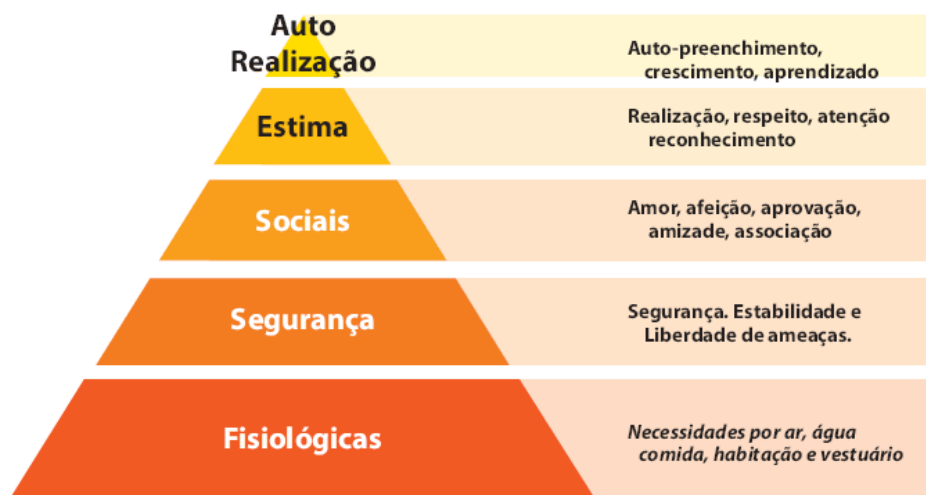 Auto
Realização
Auto-preenchimento,
crescimento, aprendizado
Estima
Realização, respeito, atenção
reconhecimento
Sociais
Amor, afeição, aprovação,
amizade, associação
Segurança
Segurança. Estabilidade e
Liberdade de ameaças.
Fisiológicas
Necessidades por ar, água
comida, habitação e vestuário